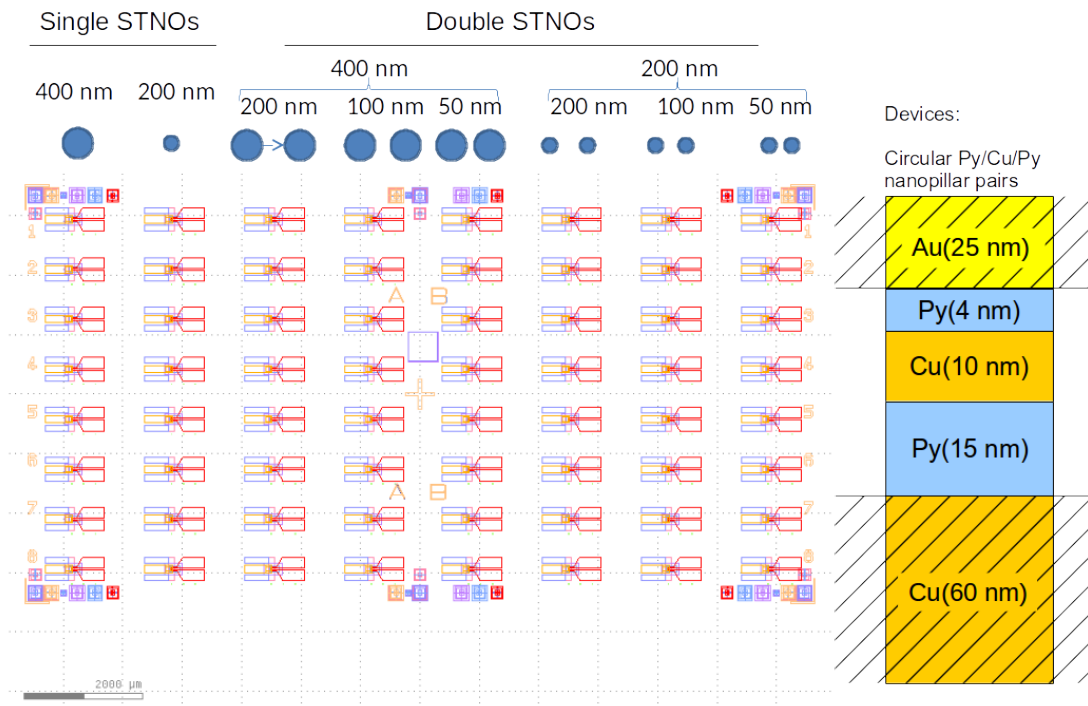 Single STNOs
Double STNOs
400 nm
200 nm
400 nm
200 nm
200 nm
100 nm
50 nm
200 nm
100 nm
50 nm
Devices:
Circular Py/Cu/Py
nanopillar pairs
Au(25 nm)
Py(4 nm)
Cu(10 nm)
Py(15 nm)
Cu(60 nm)
1
1
2
2
A B
3
3
4
4
5
5
6
6
A B
7
7
8
8
2000 µm